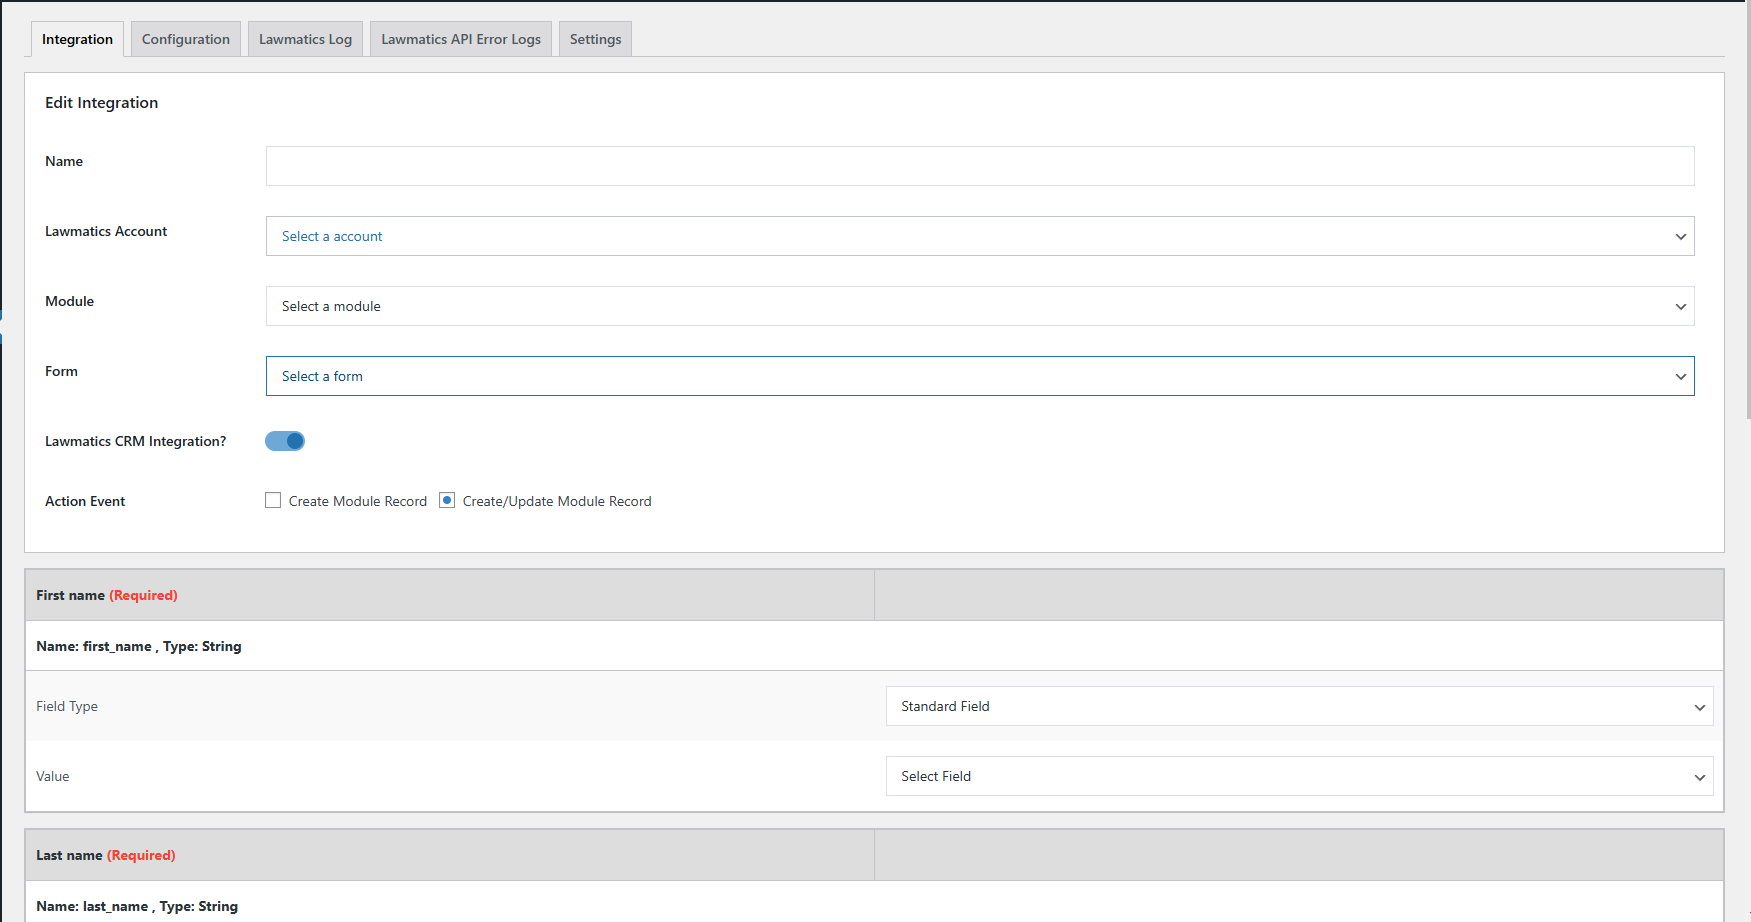 Integration Configuration Lawmatics Log Lawmatics API Error Logs Settings
Edit Integration
Name
Lawmatics Account Select a account
Module Select a module
Form Select a form
Lawmatics CRM Integration?
Action Event Create Module Record Create/Update Module Record
First name (Required)
Name: first_name , Type: String
Field Type Standard Field
Value Select Field
Last name (Required)
Name: last_name , Type: String